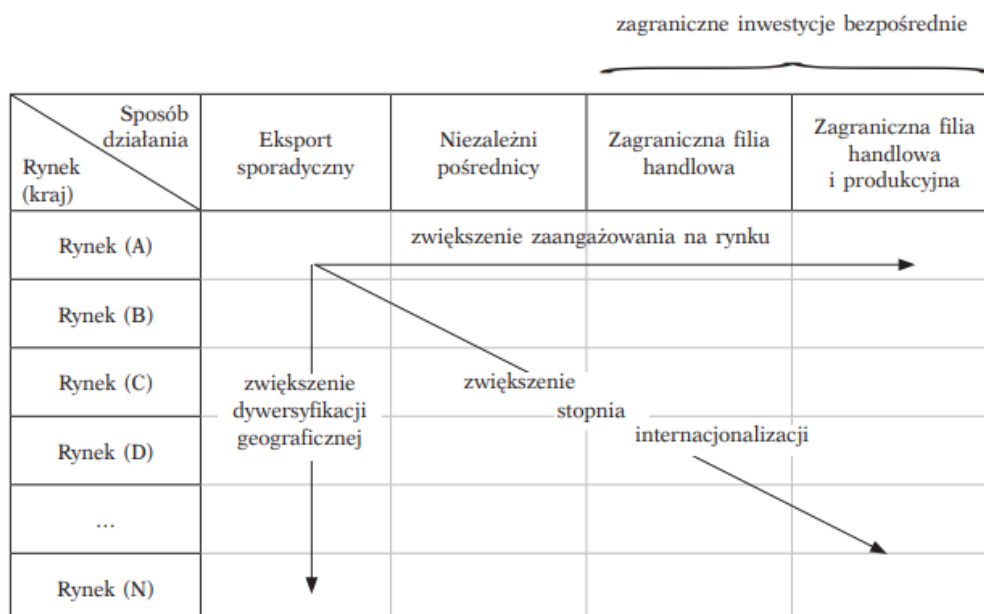 zagraniczne inwestycje bezpośrednie
Sposób
działania
Rynek
(kraj)
Eksport
sporadyczny
Niezależni
pośrednicy
Zagraniczna filia
handlowa
Zagraniczna filia
handlowa
i produkcyjna
Rynek (A)
zwiększenie zaangażowania na rynku
Rynek (B)
Rynek (C)
zwiększenie
dywersyfikacji
geograficznej
zwiększenie
stopnia
internacjonalizacji
Rynek (D)
...
Rynek (N)